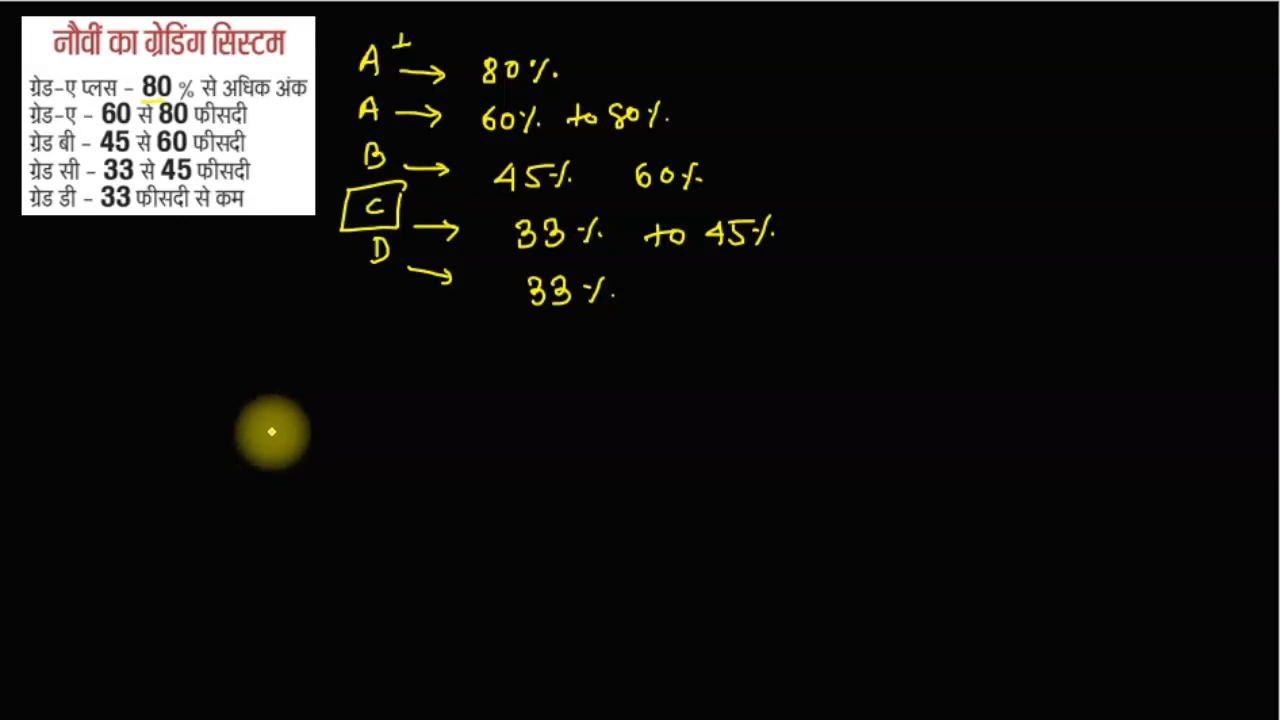 नौवीं का ग्रेडिंग सिस्टम
ग्रेड-ए प्लस - 80 % से अधिक अंक
ग्रेड-ए - 60 से 80 फीसदी
ग्रेड बी - 45 से 60 फीसदी
ग्रेड सी - 33 से 45 फीसदी
ग्रेड डी - 33 फीसदी से कम
A+ → 80%
A → 60% to 80%
B → 45% 60%
C → 33% to 45%
D → 33%